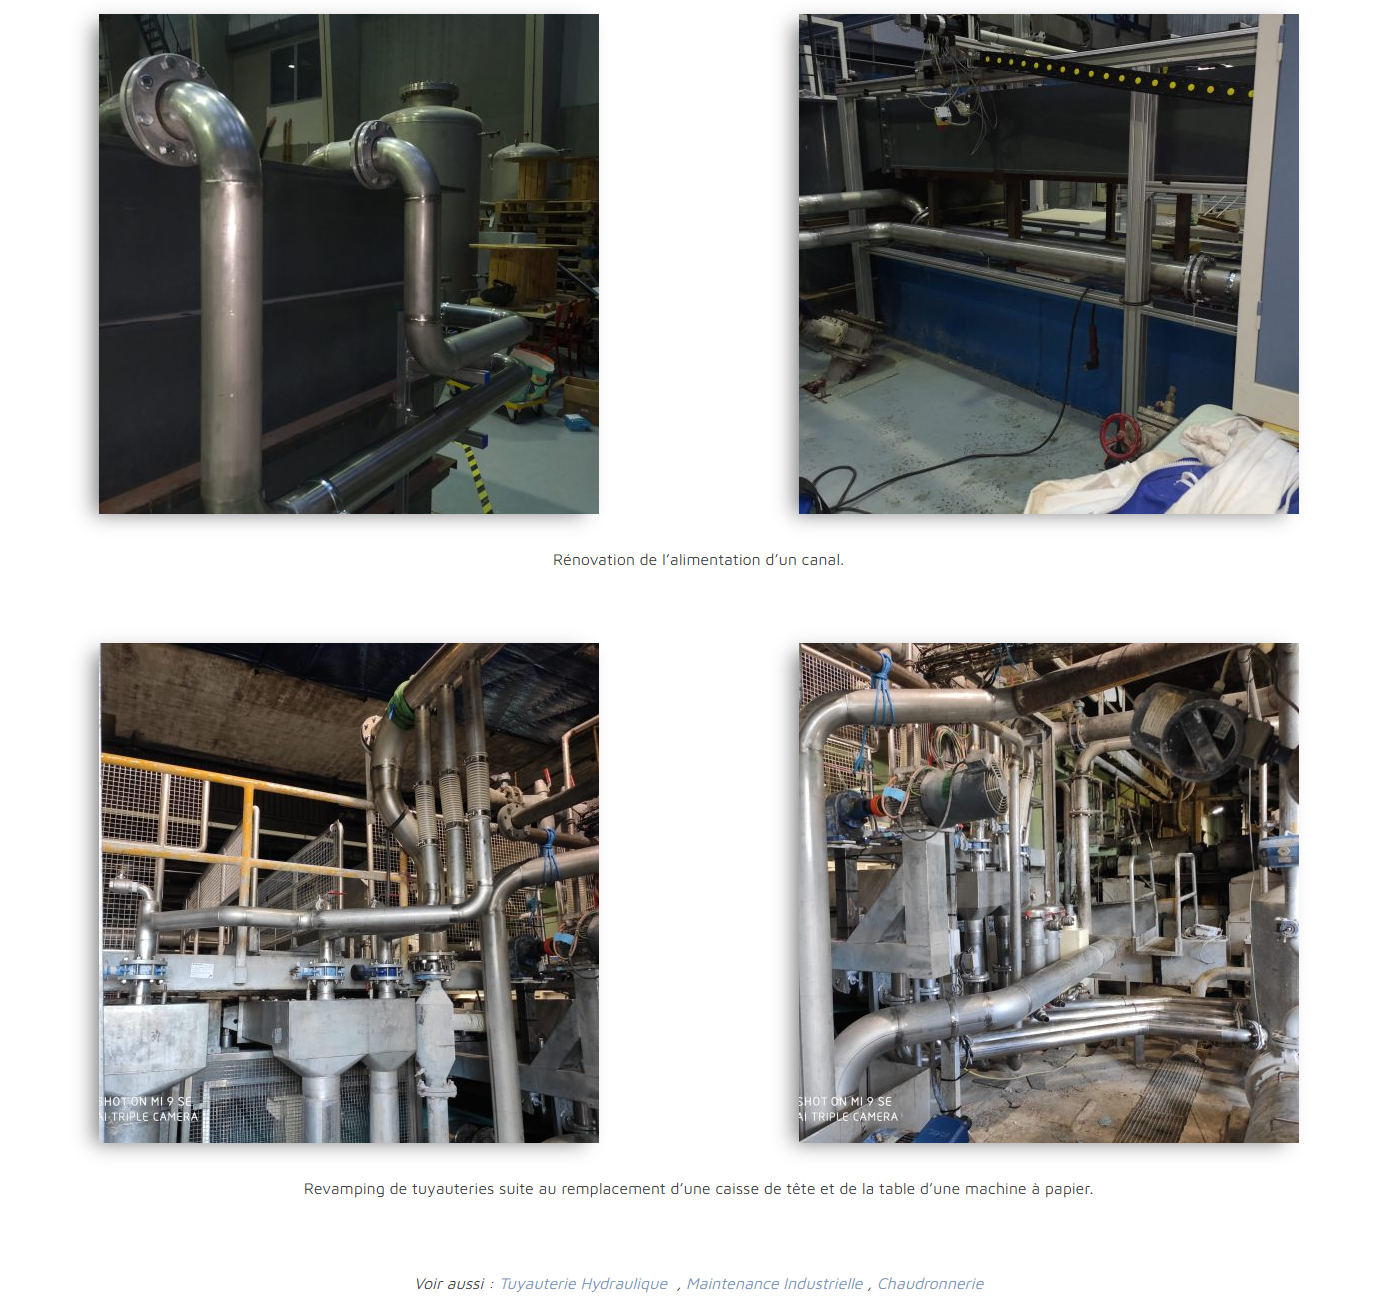 Rénovation de l’alimentation d’un canal.
SHOT ON MI 9 SE
AI TRIPLE CAMERA
SHOT ON MI 9 SE
AI TRIPLE CAMERA
Revamping de tuyauteries suite au remplacement d’une caisse de tête et de la table d’une machine à papier.
Voir aussi : Tuyauterie Hydraulique , Maintenance Industrielle , Chaudronnerie